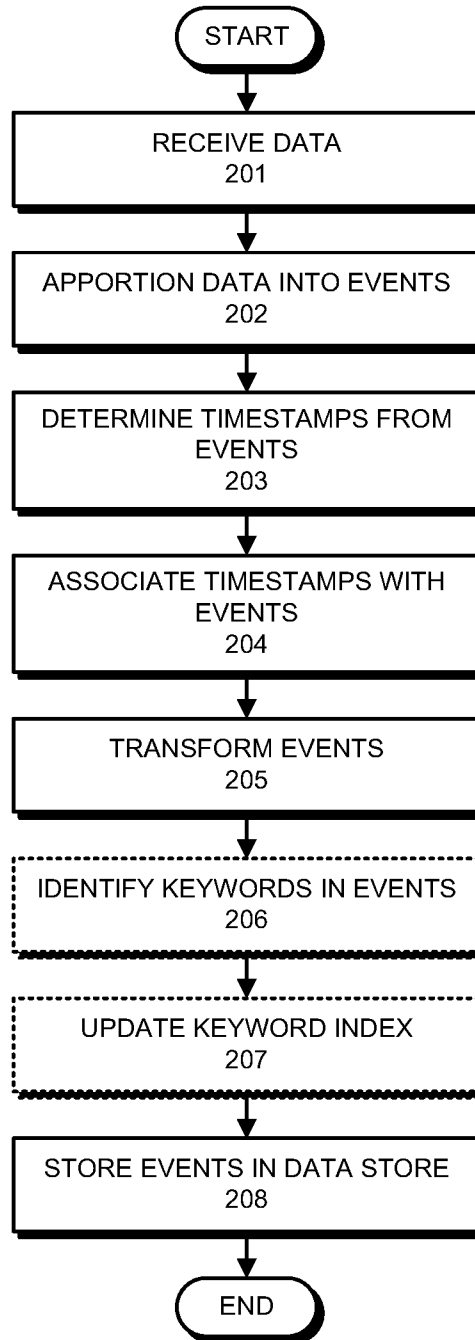 START
RECEIVE DATA
201
APPORTION DATA INTO EVENTS
202
DETERMINE TIMESTAMPS FROM
EVENTS
203
ASSOCIATE TIMESTAMPS WITH
EVENTS
204
TRANSFORM EVENTS
205
IDENTIFY KEYWORDS IN EVENTS
206
UPDATE KEYWORD INDEX
207
STORE EVENTS IN DATA STORE
208
END